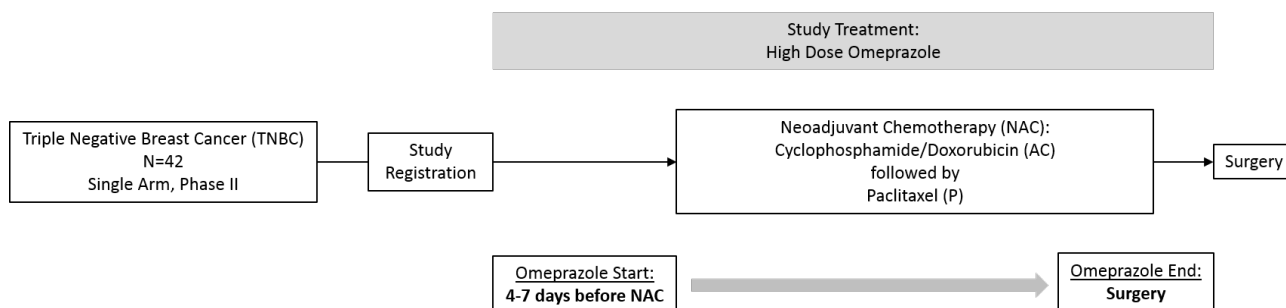 Study Treatment:
High Dose Omeprazole
Triple Negative Breast Cancer (TNBC)
N=42
Single Arm, Phase II
Study
Registration
Neoadjuvant Chemotherapy (NAC):
Cyclophosphamide/Doxorubicin (AC)
followed by
Paclitaxel (P)
Surgery
Omeprazole Start:
4-7 days before NAC
Omeprazole End:
Surgery